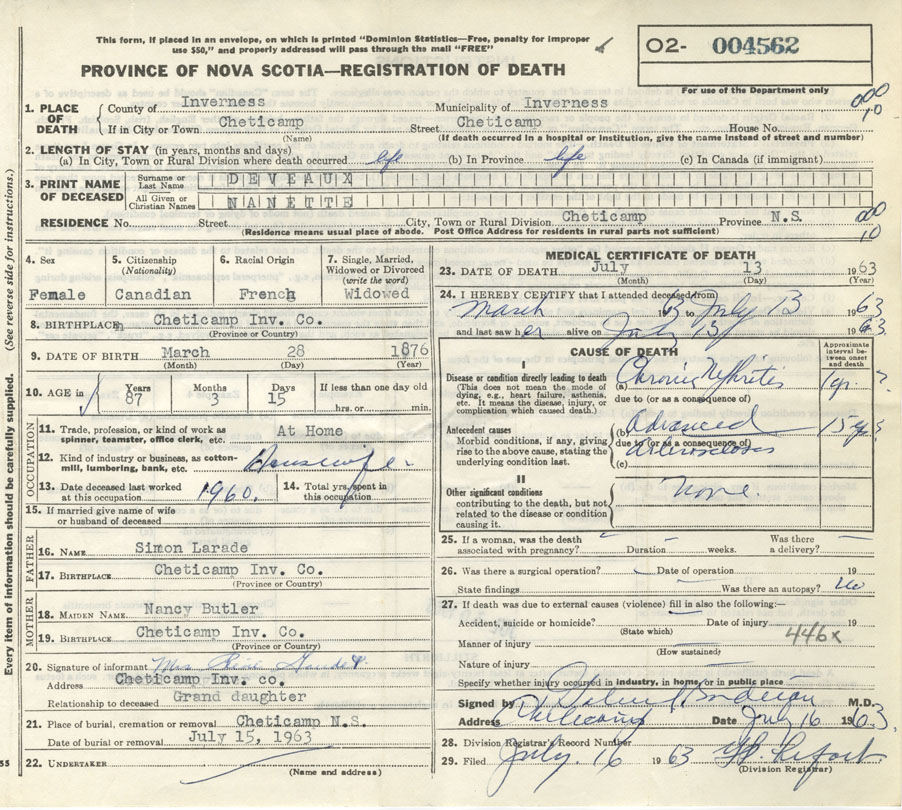 This form, if placed in an envelope, on which is printed "Dominion Statistics—Free, penalty for improper
use $50," and properly addressed will pass through the mail "FREE"
O2- 004562
PROVINCE OF NOVA SCOTIA—REGISTRATION OF DEATH
For use of the Department only
1. PLACE OF DEATH County of Inverness Municipality of Inverness 000
If in City or Town Cheticamp Street Cheticamp House No. 10
(Name) (If death occurred in a hospital or institution, give the name instead of street and number)
2. LENGTH OF STAY (in years, months and days)
(a) In City, Town or Rural Division where death occurred life (b) In Province life (c) In Canada (if immigrant)
3. PRINT NAME OF DECEASED Surname or Last Name DEVEAUX
All Given or Christian Names NANETTE
RESIDENCE No. Street City, Town or Rural Division Cheticamp Province N.S. 000
(Residence means usual place of abode. Post Office Address for residents in rural parts not sufficient) 10
4. Sex Female
5. Citizenship (Nationality) Canadian
6. Racial Origin French
7. Single, Married, Widowed or Divorced (write the word) Widowed
8. BIRTHPLACE Cheticamp Inv. Co.
(Province or Country)
9. DATE OF BIRTH March 28 1876
(Month) (Day) (Year)
10. AGE in Years 87 Months 3 Days 15 If less than one day old hrs. or min.
OCCUPATION
11. Trade, profession, or kind of work as spinner, teamster, office clerk, etc. At Home
12. Kind of industry or business, as cotton-mill, lumbering, bank, etc. Housewife
13. Date deceased last worked at this occupation 1960.
14. Total yrs. spent in this occupation
15. If married give name of wife or husband of deceased
FATHER
16. NAME Simon Larade
17. BIRTHPLACE Cheticamp Inv. Co.
(Province or Country)
MOTHER
18. MAIDEN NAME Nancy Butler
19. BIRTHPLACE Cheticamp Inv. Co.
(Province or Country)
20. Signature of informant Mrs
Address Cheticamp Inv. co.
Relationship to deceased Grand daughter
21. Place of burial, cremation or removal Cheticamp N.S.
Date of burial or removal July 15, 1963
22. UNDERTAKER
(Name and address)
Every item of information should be carefully supplied. (See reverse side for instructions.)
55
MEDICAL CERTIFICATE OF DEATH
23. DATE OF DEATH July 13 1963
(Month) (Day) (Year)
24. I HEREBY CERTIFY that I attended deceased from
March 1963 to July 13 1963
and last saw her alive on July 13 1963.
CAUSE OF DEATH
Approximate interval between onset and death
I
Disease or condition directly leading to death
(This does not mean the mode of dying, e.g., heart failure, asthenia, etc. It means the disease, injury, or complication which caused death.)
(a) Chronic Nephritis 1 yr. ?
due to (or as a consequence of)
Antecedent causes
Morbid conditions, if any, giving rise to the above cause, stating the underlying condition last.
(b) Advanced 15 y ?
due to (or as a consequence of)
(c) arteriosclerosis
II
Other significant conditions
contributing to the death, but not related to the disease or condition causing it.
none.
25. If a woman, was the death associated with pregnancy? Duration weeks. Was there a delivery?
26. Was there a surgical operation? Date of operation 19
State findings Was there an autopsy? No
27. If death was due to external causes (violence) fill in also the following:—
Accident, suicide or homicide? Date of injury 19
(State which) 446x
Manner of injury
(How sustained)
Nature of injury
Specify whether injury occurred in industry, in home, or in public place
Signed by M.D.
Address Cheticamp Date July 16 1963
28. Division Registrar's Record Number
29. Filed July 16 1963
(Division Registrar)